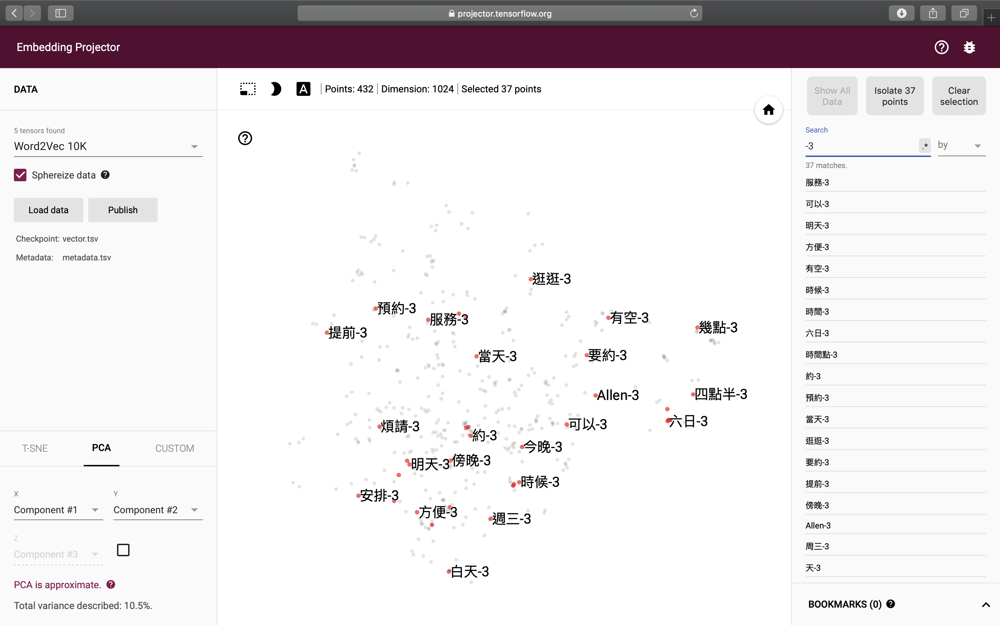 projector.tensorflow.org
Embedding Projector
DATA
5 tensors found
Word2Vec 10K
Sphereize data
Load data
Publish
Checkpoint: vector.tsv
Metadata: metadata.tsv
T-SNE
PCA
CUSTOM
X
Component #1
Y
Component #2
Z
Component #3
PCA is approximate.
Total variance described: 10.5%.
A
Points: 432
Dimension: 1024
Selected 37 points
逛逛-3
預約-3
服務-3
有空-3
提前-3
幾點-3
當天-3
要約-3
Allen-3
四點半-3
六日-3
煩請-3
可以-3
約-3
今晚-3
明天-3
傍晚-3
時候-3
安排-3
方便-3
週三-3
白天-3
Show All
Data
Isolate 37
points
Clear
selection
Search
-3
.*
by
37 matches.
服務-3
可以-3
明天-3
方便-3
有空-3
時候-3
時間-3
六日-3
時間點-3
約-3
預約-3
當天-3
逛逛-3
要約-3
提前-3
傍晚-3
Allen-3
周三-3
天-3
BOOKMARKS (0)